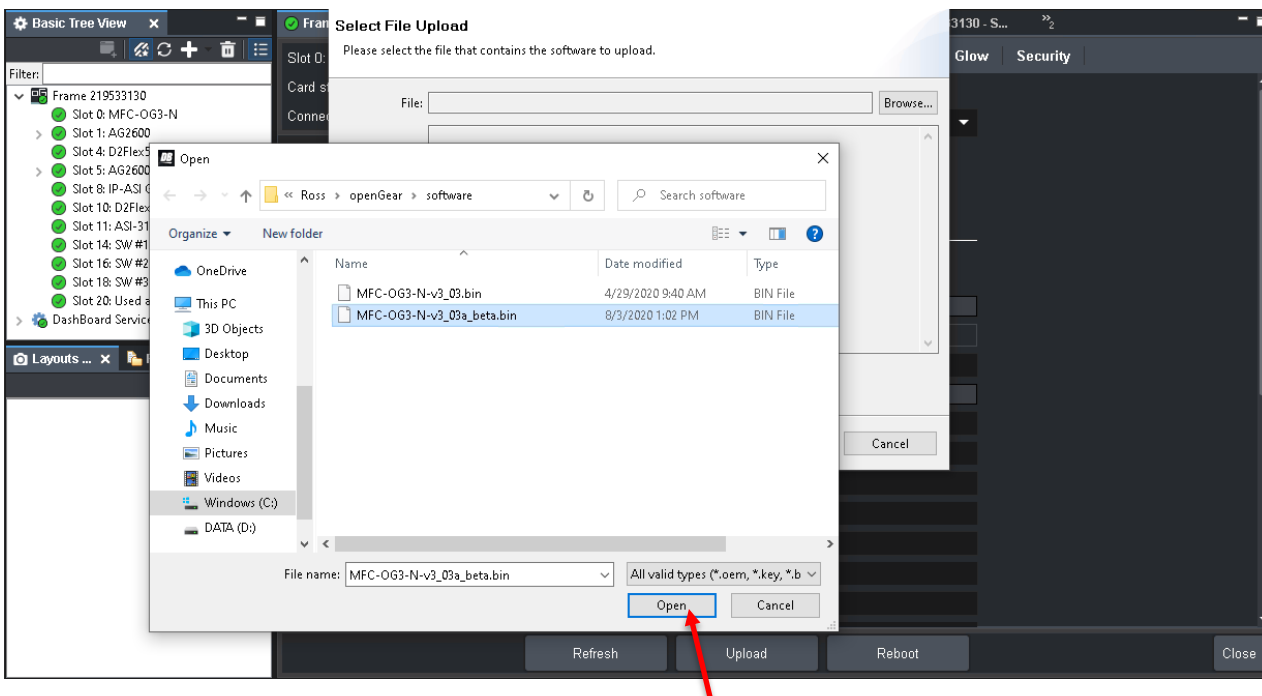 Basic Tree View
Filter:
Frame 219533130
Slot 0: MFC-OG3-N
Slot 1: AG2600
Slot 4: D2Flex5
Slot 5: AG2600
Slot 8: IP-ASI
Slot 10: D2Flex
Slot 11: ASI-31
Slot 14: SW #1
Slot 16: SW #2
Slot 18: SW #3
Slot 20: Used a
DashBoard Service
Layouts ...
Fran
Slot 0:
Card st
Connec
33130 - S...
2
Glow
Security
Select File Upload
Please select the file that contains the software to upload.
File:
Browse...
Cancel
DB Open
« Ross › openGear › software
Search software
Organize
New folder
Name
Date modified
Type
OneDrive
This PC
3D Objects
Desktop
Documents
Downloads
Music
Pictures
Videos
Windows (C:)
DATA (D:)
MFC-OG3-N-v3_03.bin
4/29/2020 9:40 AM
BIN File
MFC-OG3-N-v3_03a_beta.bin
8/3/2020 1:02 PM
BIN File
File name:
MFC-OG3-N-v3_03a_beta.bin
All valid types (*.oem, *.key, *.b
Open
Cancel
Refresh
Upload
Reboot
Close